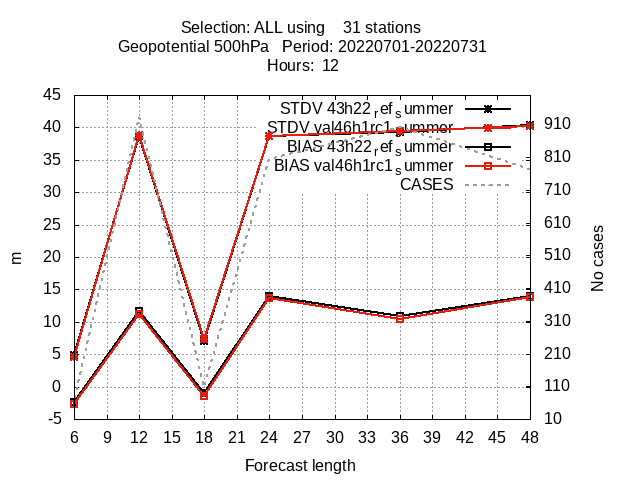 Selection: ALL using    31 stations
Geopotential 500hPa   Period: 20220701-20220731
Hours:  12
45
40
35
30
25
20
15
10
5
0
-5
m
STDV 43h22_ref_summer
STDV val46h1rc1_summer
BIAS 43h22_ref_summer
BIAS val46h1rc1_summer
CASES
910
810
710
610
510
410
310
210
110
10
No cases
6 9 12 15 18 21 24 27 30 33 36 39 42 45 48
Forecast length